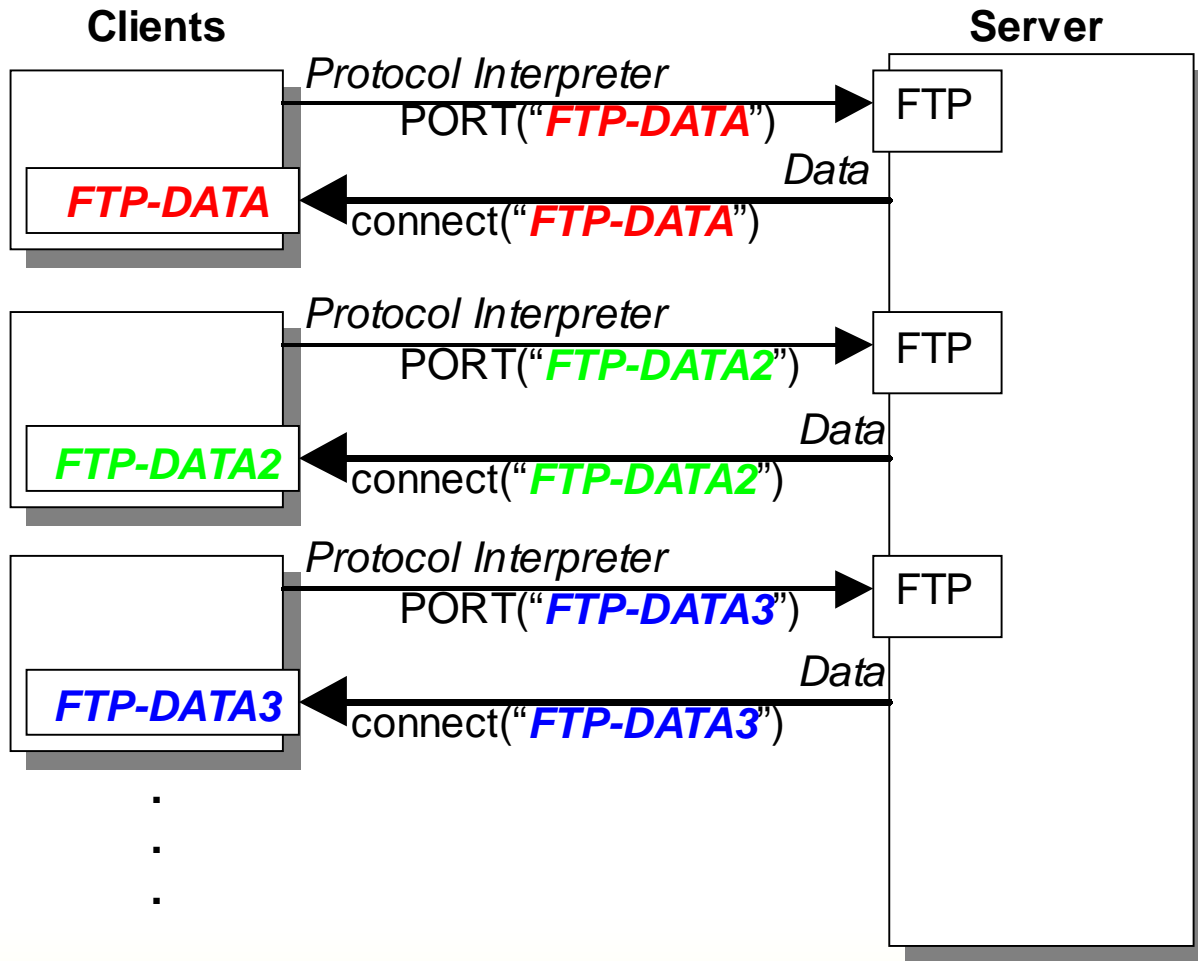 Clients
Server
Protocol Interpreter
PORT(“FTP-DATA”)
FTP
Data
FTP-DATA
connect(“FTP-DATA”)
Protocol Interpreter
PORT(“FTP-DATA2”)
FTP
Data
FTP-DATA2
connect(“FTP-DATA2”)
Protocol Interpreter
PORT(“FTP-DATA3”)
FTP
Data
FTP-DATA3
connect(“FTP-DATA3”)
.
.
.